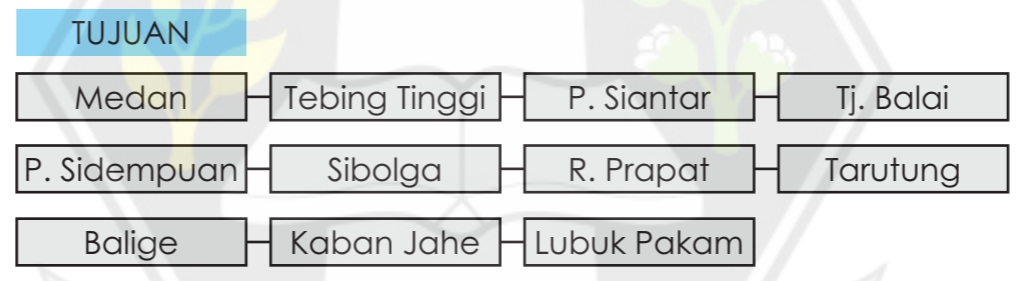 TUJUAN
Medan Tebing Tinggi P. Siantar Tj. Balai
P. Sidempuan Sibolga R. Prapat Tarutung
Balige Kaban Jahe Lubuk Pakam